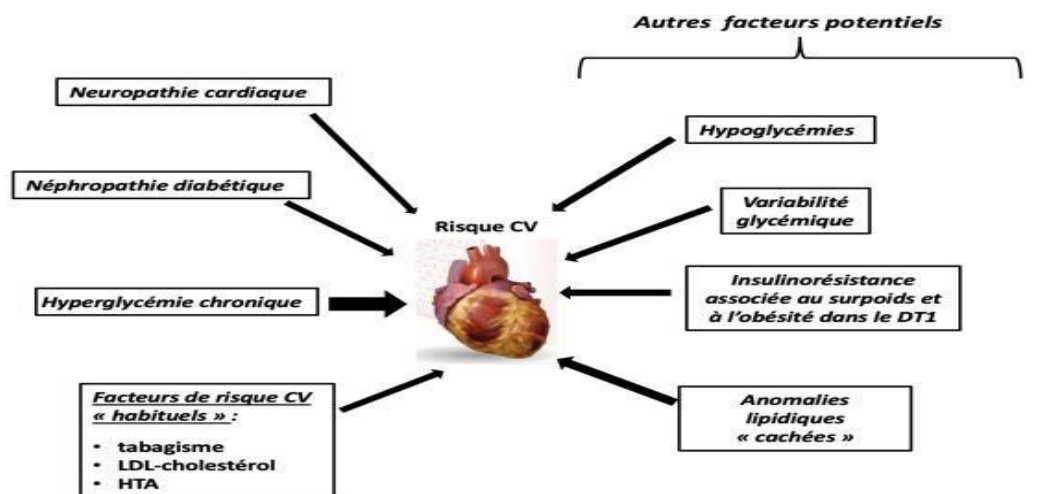 Autres facteurs potentiels
Neuropathie cardiaque
Hypoglycémies
Néphropathie diabétique
Variabilité
glycémique
Risque CV
Hyperglycémie chronique
Insulinorésistance
associée au surpoids et
à l'obésité dans le DT1
Facteurs de risque CV
« habituels » :
• tabagisme
• LDL-cholestérol
• HTA
Anomalies
lipidiques
« cachées »